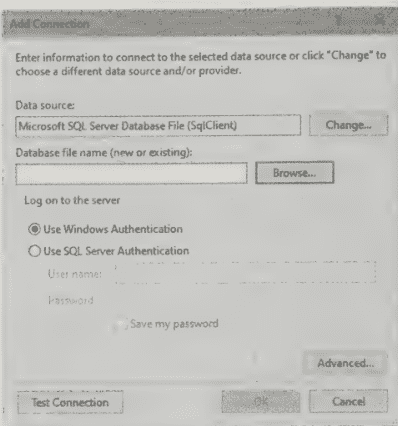 Add Connection
Enter information to connect to the selected data source or click "Change" to
choose a different data source and/or provider.
Data source:
Microsoft SQL Server Database File (SqlClient)
Change...
Database file name (new or existing):
Browse...
Log on to the server
Use Windows Authentication
Use SQL Server Authentication
User name:
Password
Save my password
Advanced...
Test Connection
OK
Cancel